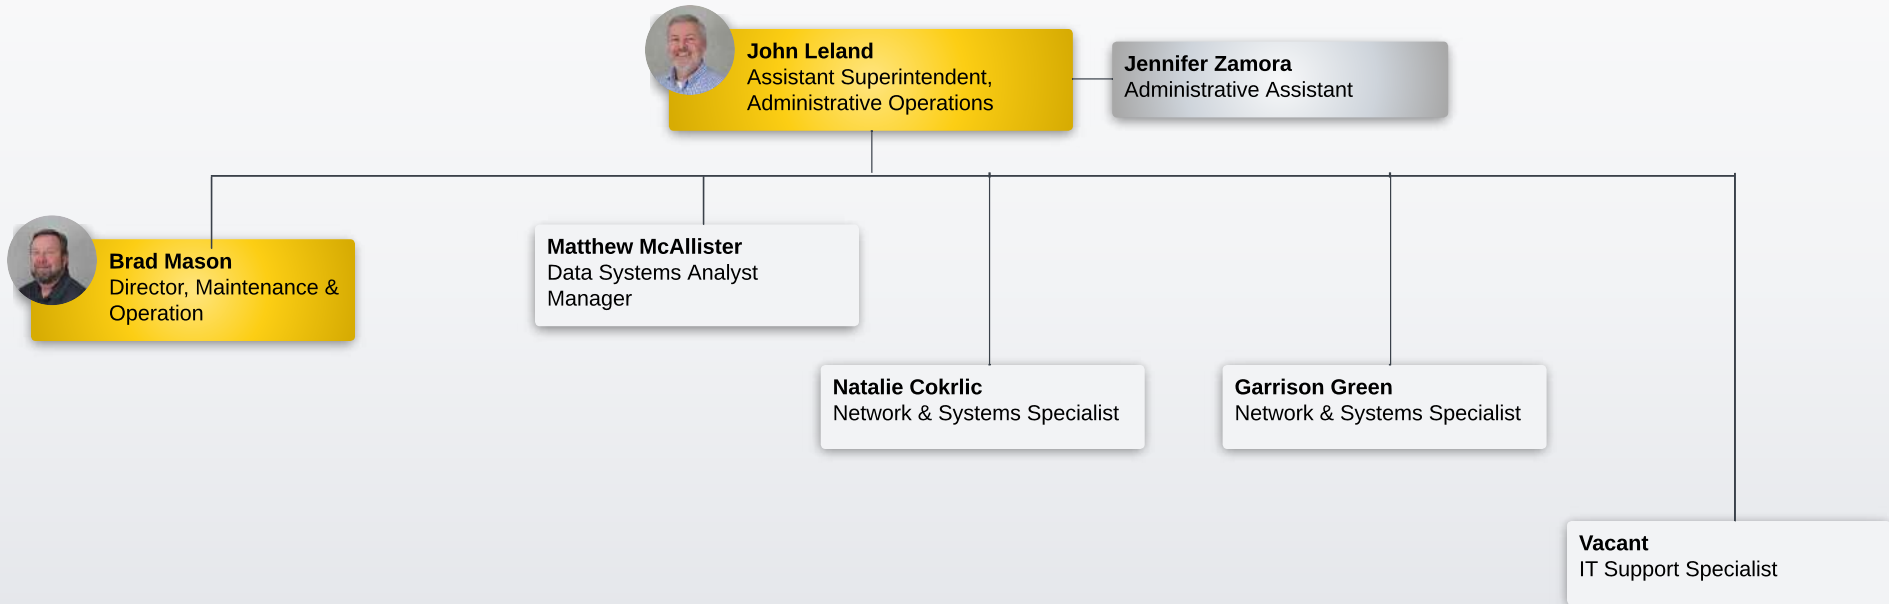 John Leland
Assistant Superintendent,
Administrative Operations
Jennifer Zamora
Administrative Assistant
Brad Mason
Director, Maintenance &
Operation
Matthew McAllister
Data Systems Analyst
Manager
Natalie Cokrlic
Network & Systems Specialist
Garrison Green
Network & Systems Specialist
Vacant
IT Support Specialist